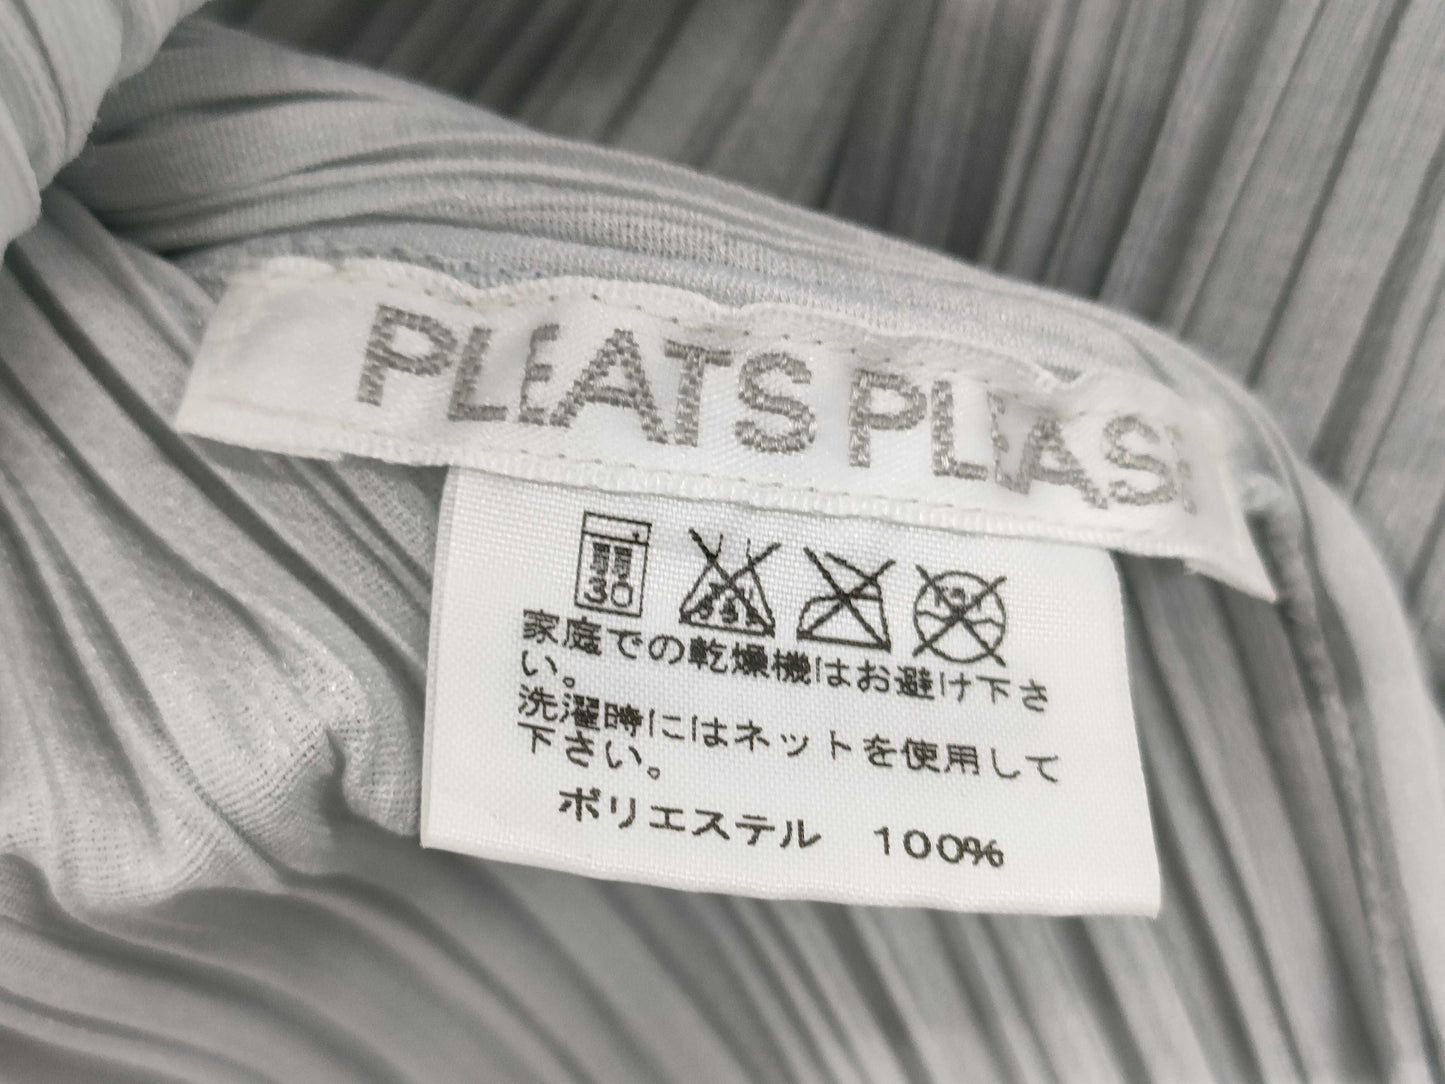 PLEATS PLEAS
30
家庭での乾燥機はお避け下さ
い。
洗濯時にはネットを使用して
下さい。
ポリエステル 100%